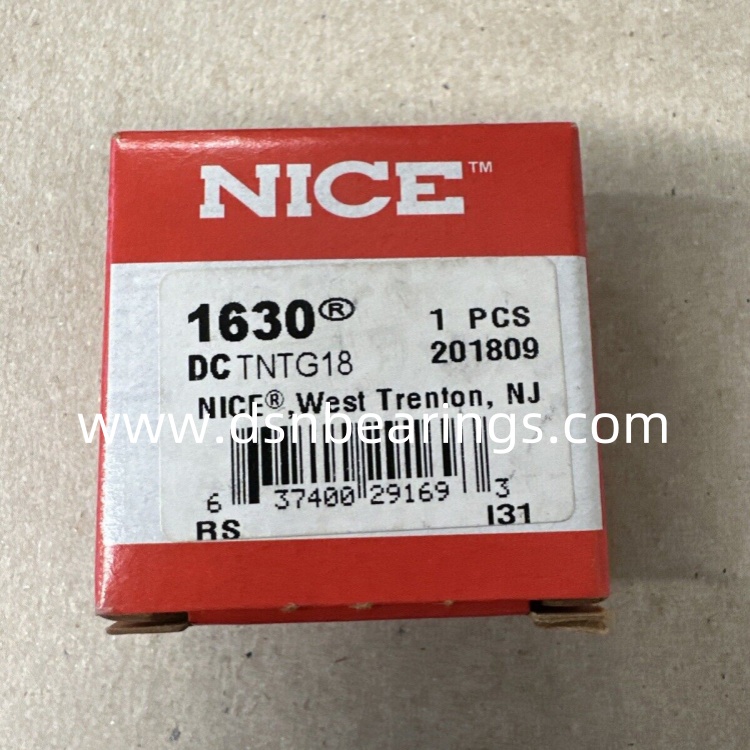 NICE™
1630® 1 PCS
DC TNTG18 201809
NICE®, West Trenton, NJ
www.dsnbearings.com
6 37400 29169 3
RS I31